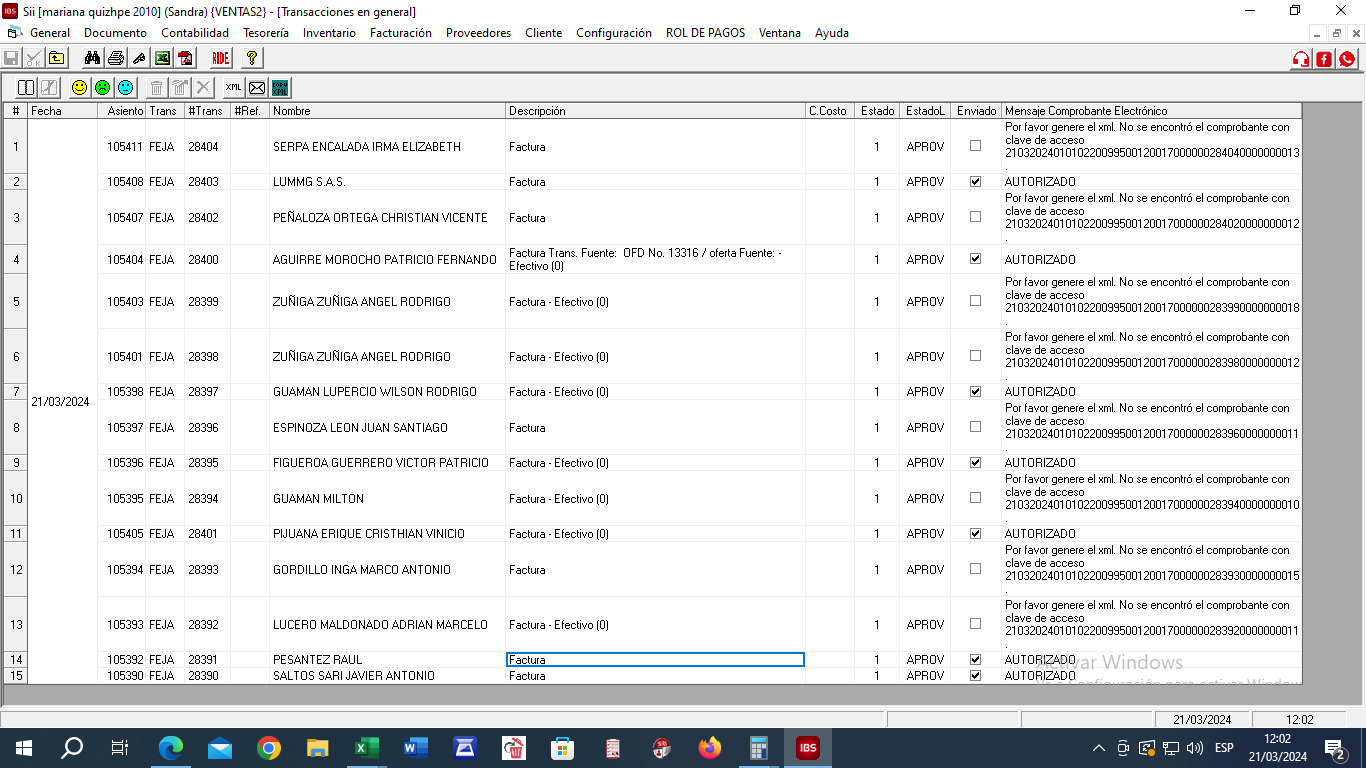 IBS Sii [mariana quizhpe 2010] (Sandra) {VENTAS2} - [Transacciones en general]
General Documento Contabilidad Tesorería Inventario Facturación Proveedores Cliente Configuración ROL DE PAGOS Ventana Ayuda
OK RIDE ?
XML COPY XML
# Fecha Asiento Trans #Trans #Ref. Nombre Descripción C.Costo Estado EstadoL Enviado Mensaje Comprobante Electrónico
21/03/2024
1 105411 FEJA 28404 SERPA ENCALADA IRMA ELIZABETH Factura 1 APROV Por favor genere el xml. No se encontró el comprobante con
clave de acceso
2103202401010220099500120017000000284040000000013
.
2 105408 FEJA 28403 LUMMG S.A.S. Factura 1 APROV AUTORIZADO
3 105407 FEJA 28402 PEÑALOZA ORTEGA CHRISTIAN VICENTE Factura 1 APROV Por favor genere el xml. No se encontró el comprobante con
clave de acceso
2103202401010220099500120017000000284020000000012
.
4 105404 FEJA 28400 AGUIRRE MOROCHO PATRICIO FERNANDO Factura Trans. Fuente: OFD No. 13316 / oferta Fuente: -
Efectivo (0) 1 APROV AUTORIZADO
5 105403 FEJA 28399 ZUÑIGA ZUÑIGA ANGEL RODRIGO Factura - Efectivo (0) 1 APROV Por favor genere el xml. No se encontró el comprobante con
clave de acceso
2103202401010220099500120017000000283990000000018
.
6 105401 FEJA 28398 ZUÑIGA ZUÑIGA ANGEL RODRIGO Factura - Efectivo (0) 1 APROV Por favor genere el xml. No se encontró el comprobante con
clave de acceso
2103202401010220099500120017000000283980000000012
.
7 105398 FEJA 28397 GUAMAN LUPERCIO WILSON RODRIGO Factura - Efectivo (0) 1 APROV AUTORIZADO
8 105397 FEJA 28396 ESPINOZA LEON JUAN SANTIAGO Factura 1 APROV Por favor genere el xml. No se encontró el comprobante con
clave de acceso
2103202401010220099500120017000000283960000000011
.
9 105396 FEJA 28395 FIGUEROA GUERRERO VICTOR PATRICIO Factura - Efectivo (0) 1 APROV AUTORIZADO
10 105395 FEJA 28394 GUAMAN MILTON Factura - Efectivo (0) 1 APROV Por favor genere el xml. No se encontró el comprobante con
clave de acceso
2103202401010220099500120017000000283940000000010
.
11 105405 FEJA 28401 PIJUANA ERIQUE CRISTHIAN VINICIO Factura - Efectivo (0) 1 APROV AUTORIZADO
12 105394 FEJA 28393 GORDILLO INGA MARCO ANTONIO Factura 1 APROV Por favor genere el xml. No se encontró el comprobante con
clave de acceso
2103202401010220099500120017000000283930000000015
.
13 105393 FEJA 28392 LUCERO MALDONADO ADRIAN MARCELO Factura - Efectivo (0) 1 APROV Por favor genere el xml. No se encontró el comprobante con
clave de acceso
2103202401010220099500120017000000283920000000011
.
14 105392 FEJA 28391 PESANTEZ RAUL Factura 1 APROV AUTORIZADO
15 105390 FEJA 28390 SALTOS SARI JAVIER ANTONIO Factura 1 APROV AUTORIZADO
Activar Windows
Ve a Configuración para activar Windows
21/03/2024 12:02
IBS ESP 12:02
21/03/2024
2